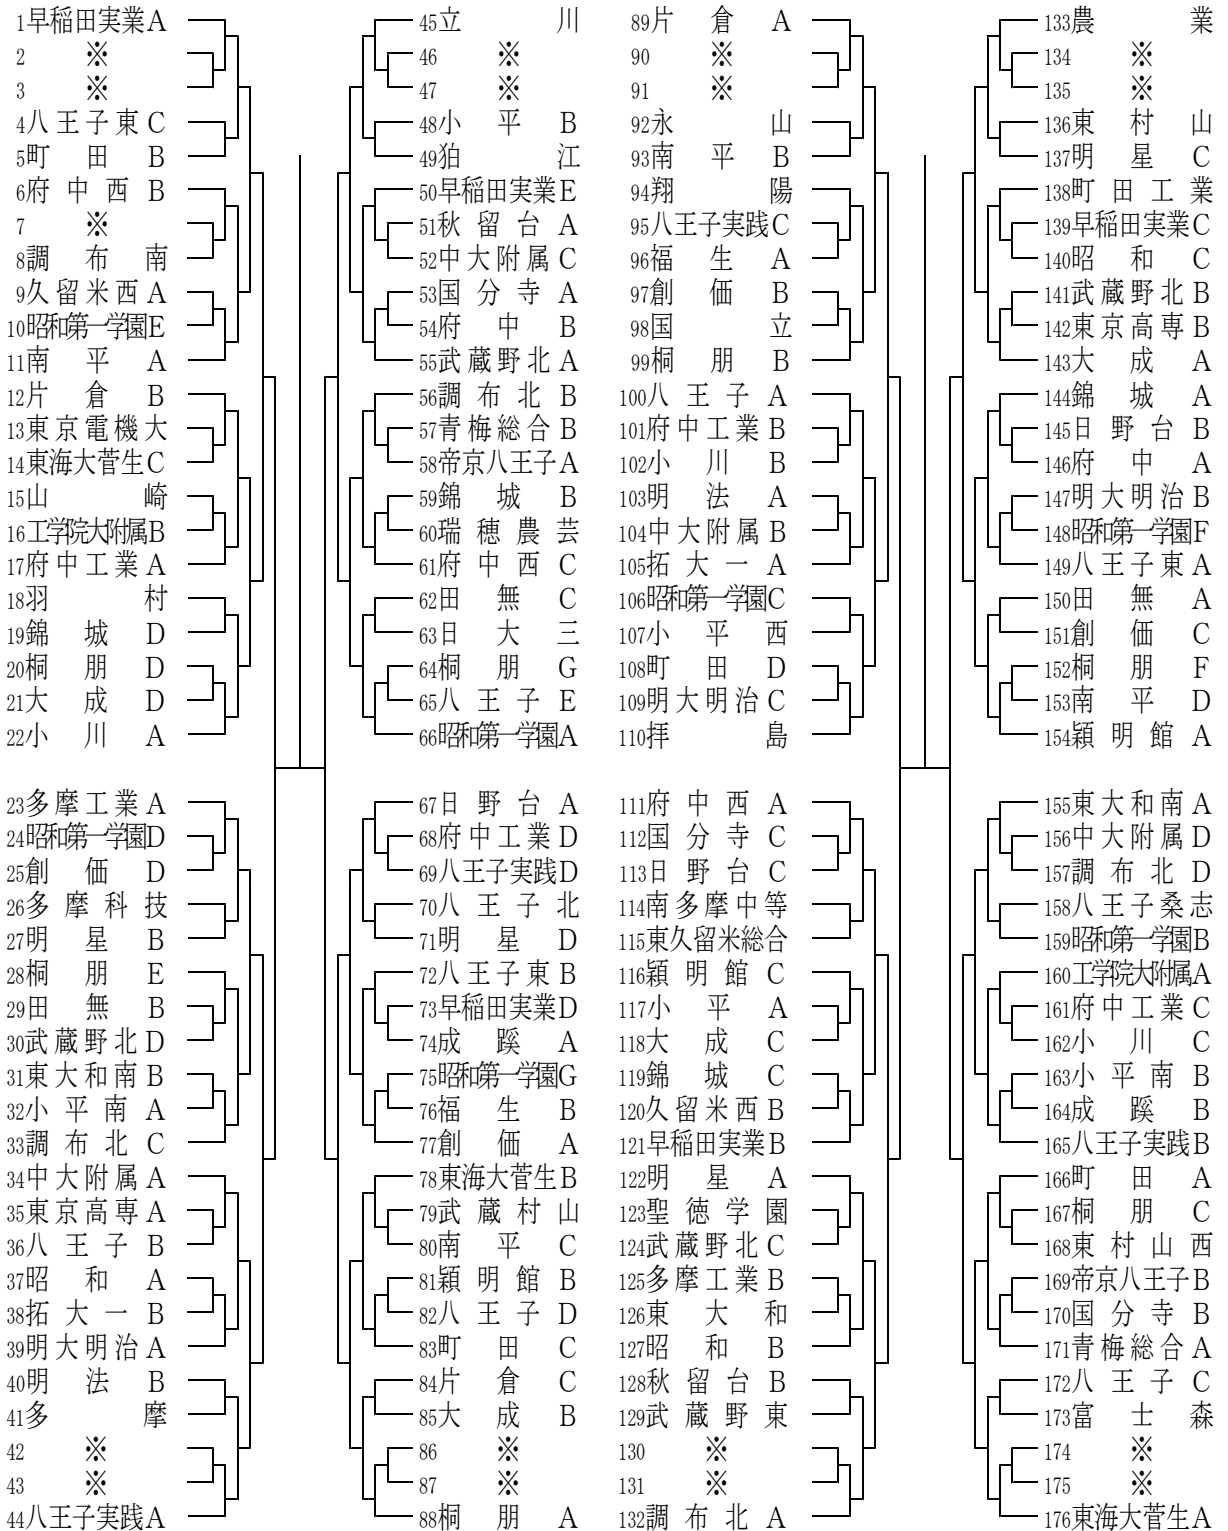 1早稲田実業A
2 ※
3 ※
4八王子東C
5町田B
6府中西B
7 ※
8調布南
9久留米西A
10昭和第一学園E
11南平A
12片倉B
13東京電機大
14東海大菅生C
15山崎
16工学院大附属B
17府中工業A
18羽村
19錦城D
20桐朋D
21大成D
22小川A
23多摩工業A
24昭和第一学園D
25創価D
26多摩科技
27明星B
28桐朋E
29田無B
30武蔵野北D
31東大和南B
32小平南A
33調布北C
34中大附属A
35東京高専A
36八王子B
37昭和A
38拓大一B
39明大明治A
40明法B
41多摩
42 ※
43 ※
44八王子実践A
45立川
46 ※
47 ※
48小平B
49狛江
50早稲田実業E
51秋留台A
52中大附属C
53国分寺A
54府中B
55武蔵野北A
56調布北B
57青梅総合B
58帝京八王子A
59錦城B
60瑞穂農芸
61府中西C
62田無C
63日大三
64桐朋G
65八王子E
66昭和第一学園A
67日野台A
68府中工業D
69八王子実践D
70八王子北
71明星D
72八王子東B
73早稲田実業D
74成蹊A
75昭和第一学園G
76福生B
77創価A
78東海大菅生B
79武蔵村山
80南平C
81穎明館B
82八王子D
83町田C
84片倉C
85大成B
86 ※
87 ※
88桐朋A
89片倉A
90 ※
91 ※
92永山
93南平B
94翔陽
95八王子実践C
96福生A
97創価B
98国立
99桐朋B
100八王子A
101府中工業B
102小川B
103明法A
104中大附属B
105拓大一A
106昭和第一学園C
107小平西
108町田D
109明大明治C
110拝島
111府中西A
112国分寺C
113日野台C
114南多摩中等
115東久留米総合
116穎明館C
117小平A
118大成C
119錦城C
120久留米西B
121早稲田実業B
122明星A
123聖徳学園
124武蔵野北C
125多摩工業B
126東大和
127昭和B
128秋留台B
129武蔵野東
130 ※
131 ※
132調布北A
133農業
134 ※
135 ※
136東村山
137明星C
138町田工業
139早稲田実業C
140昭和C
141武蔵野北B
142東京高専B
143大成A
144錦城A
145日野台B
146府中A
147明大明治B
148昭和第一学園F
149八王子東A
150田無A
151創価C
152桐朋F
153南平D
154穎明館A
155東大和南A
156中大附属D
157調布北D
158八王子桑志
159昭和第一学園B
160工学院大附属A
161府中工業C
162小川C
163小平南B
164成蹊B
165八王子実践B
166町田A
167桐朋C
168東村山西
169帝京八王子B
170国分寺B
171青梅総合A
172八王子C
173富士森
174 ※
175 ※
176東海大菅生A